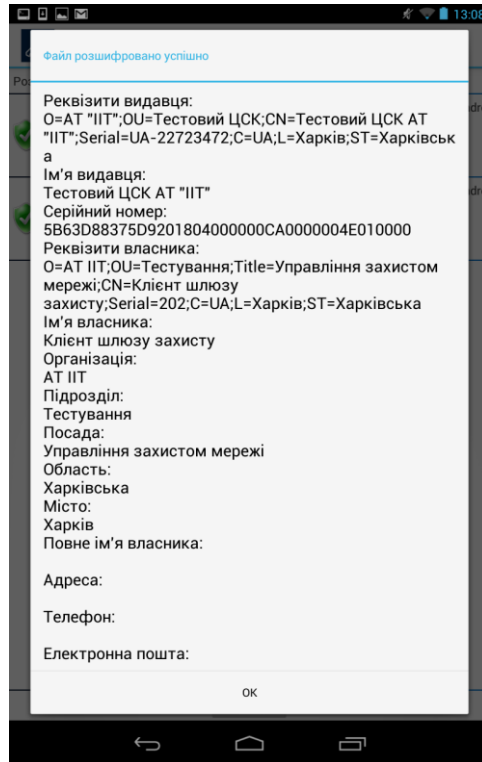 13:08
Файл розшифровано успішно
Реквізити видавця:
O=АТ "ІІТ";OU=Тестовий ЦСК;CN=Тестовий ЦСК АТ
"ІІТ";Serial=UA-22723472;C=UA;L=Харків;ST=Харківськ
а
Ім'я видавця:
Тестовий ЦСК АТ "ІІТ"
Серійний номер:
5B63D88375D9201804000000CA0000004E010000
Реквізити власника:
O=АТ ІІТ;OU=Тестування;Title=Управління захистом
мережі;CN=Клієнт шлюзу
захисту;Serial=202;C=UA;L=Харків;ST=Харківська
Ім'я власника:
Клієнт шлюзу захисту
Організація:
АТ ІІТ
Підрозділ:
Тестування
Посада:
Управління захистом мережі
Область:
Харківська
Місто:
Харків
Повне ім'я власника:
Адреса:
Телефон:
Електронна пошта:
ОК